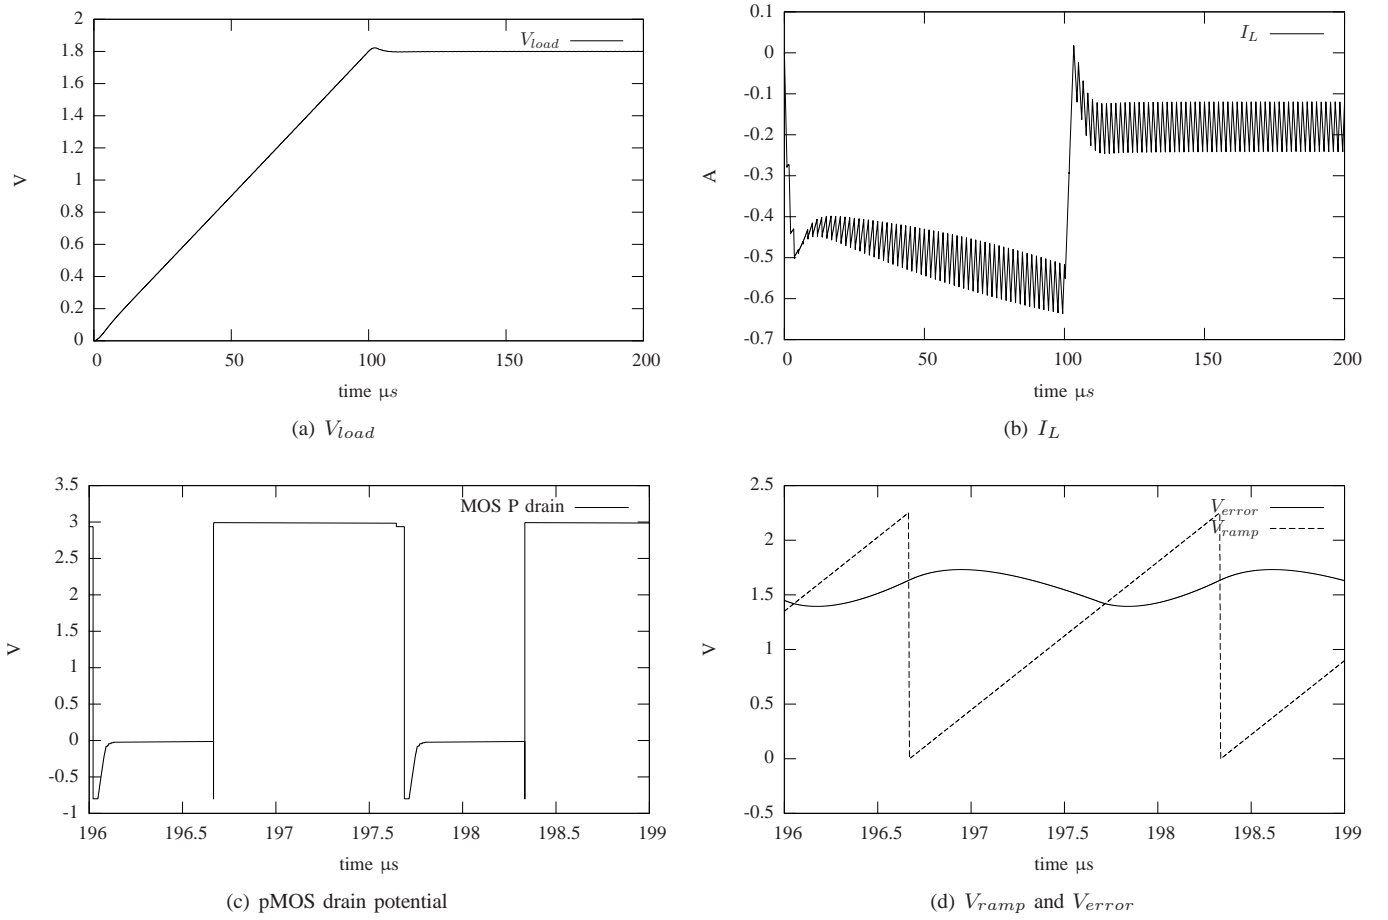 2
1.8
1.6
1.4
1.2
1
0.8
0.6
0.4
0.2
0
V
V_load
0 50 100 150 200
time μs
(a) V_load
0.1
0
-0.1
-0.2
-0.3
-0.4
-0.5
-0.6
-0.7
A
I_L
0 50 100 150 200
time μs
(b) I_L
3.5
3
2.5
2
1.5
1
0.5
0
-0.5
-1
V
MOS P drain
196 196.5 197 197.5 198 198.5 199
time μs
(c) pMOS drain potential
2.5
2
1.5
1
0.5
0
-0.5
V
V_error
V_ramp
196 196.5 197 197.5 198 198.5 199
time μs
(d) V_ramp and V_error